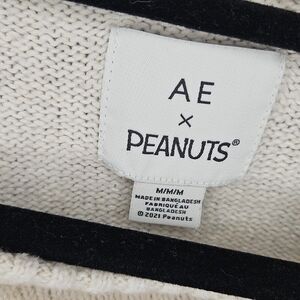 AE
×
PEANUTS®
M/M/M
MADE IN BANGLADESH
FABRIQUÉ AU
BANGLADESH
© 2021 Peanuts